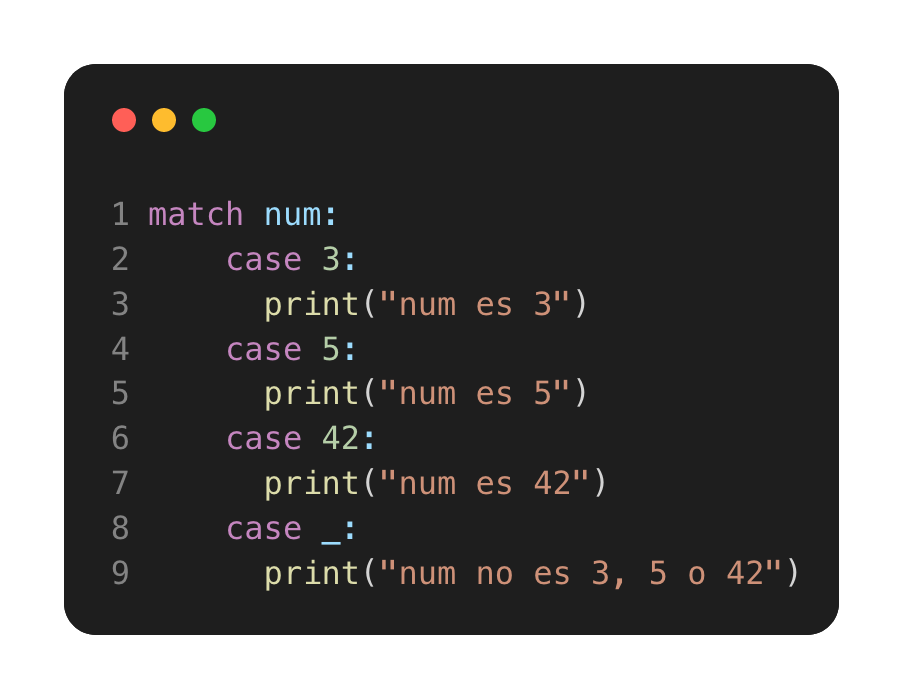 1 match num:
2     case 3:
3       print("num es 3")
4     case 5:
5       print("num es 5")
6     case 42:
7       print("num es 42")
8     case _:
9       print("num no es 3, 5 o 42")